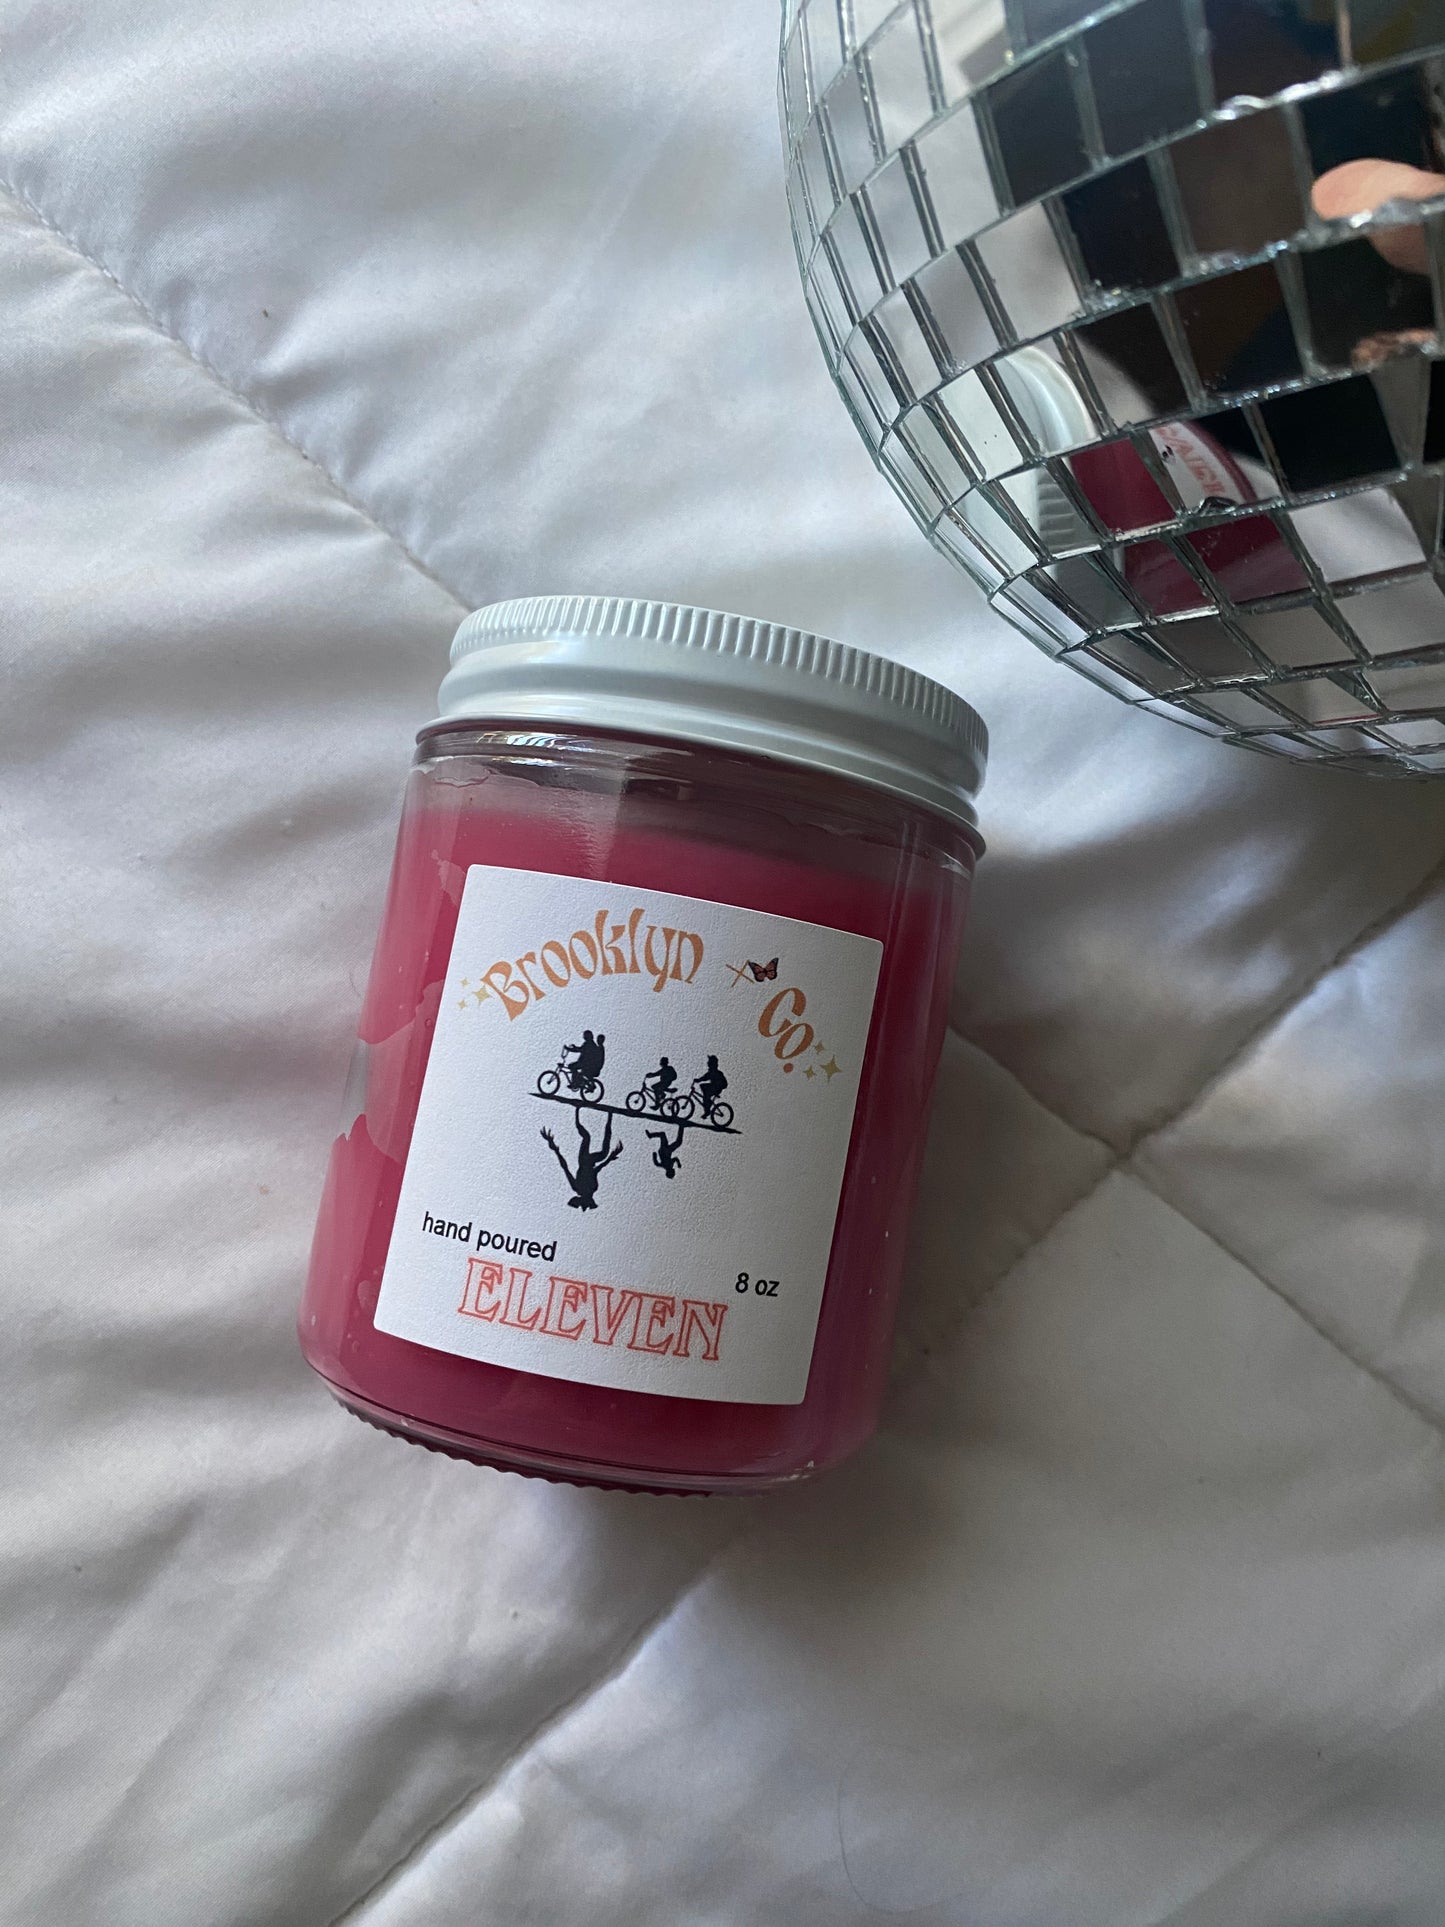 Brooklyn
Co.
hand poured
8 oz
ELEVEN